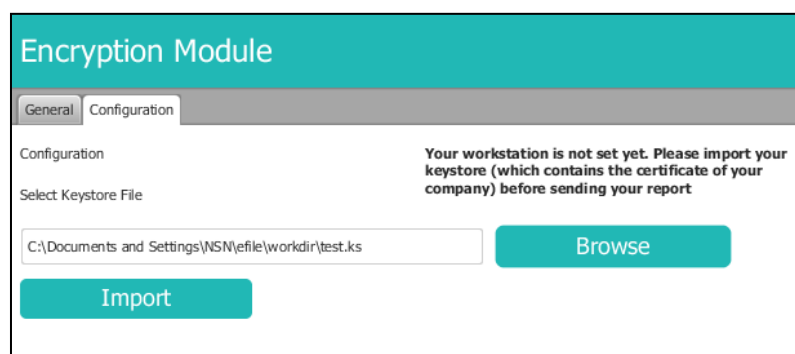 Encryption Module
General
Configuration
Configuration
Your workstation is not set yet. Please import your
keystore (which contains the certificate of your
company) before sending your report
Select Keystore File
C:\Documents and Settings\NSN\efile\workdir\test.ks
Browse
Import